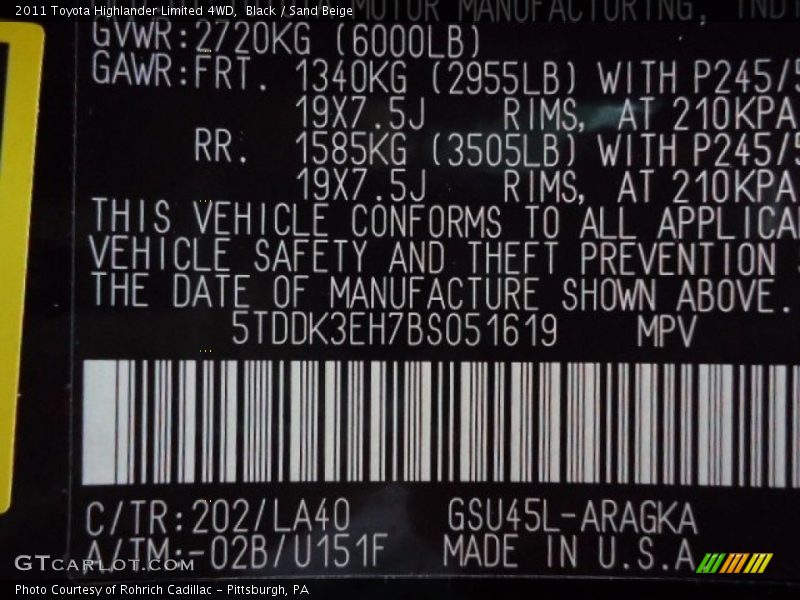 2011 Toyota Highlander Limited 4WD,  Black / Sand Beige
MOTOR MANUFACTURING, INDI
GVWR:2720KG (6000LB)
GAWR:FRT. 1340KG (2955LB) WITH P245/5
19X7.5J RIMS, AT 210KPA
RR. 1585KG (3505LB) WITH P245/5
19X7.5J RIMS, AT 210KPA
THIS VEHICLE CONFORMS TO ALL APPLICA
VEHICLE SAFETY AND THEFT PREVENTION
THE DATE OF MANUFACTURE SHOWN ABOVE.
5TDDK3EH7BS051619 MPV
C/TR:202/LA40 GSU45L-ARAGKA
A/TM:-02B/U151F MADE IN U.S.A
GTCARLOT.COM
Photo Courtesy of Rohrich Cadillac - Pittsburgh, PA